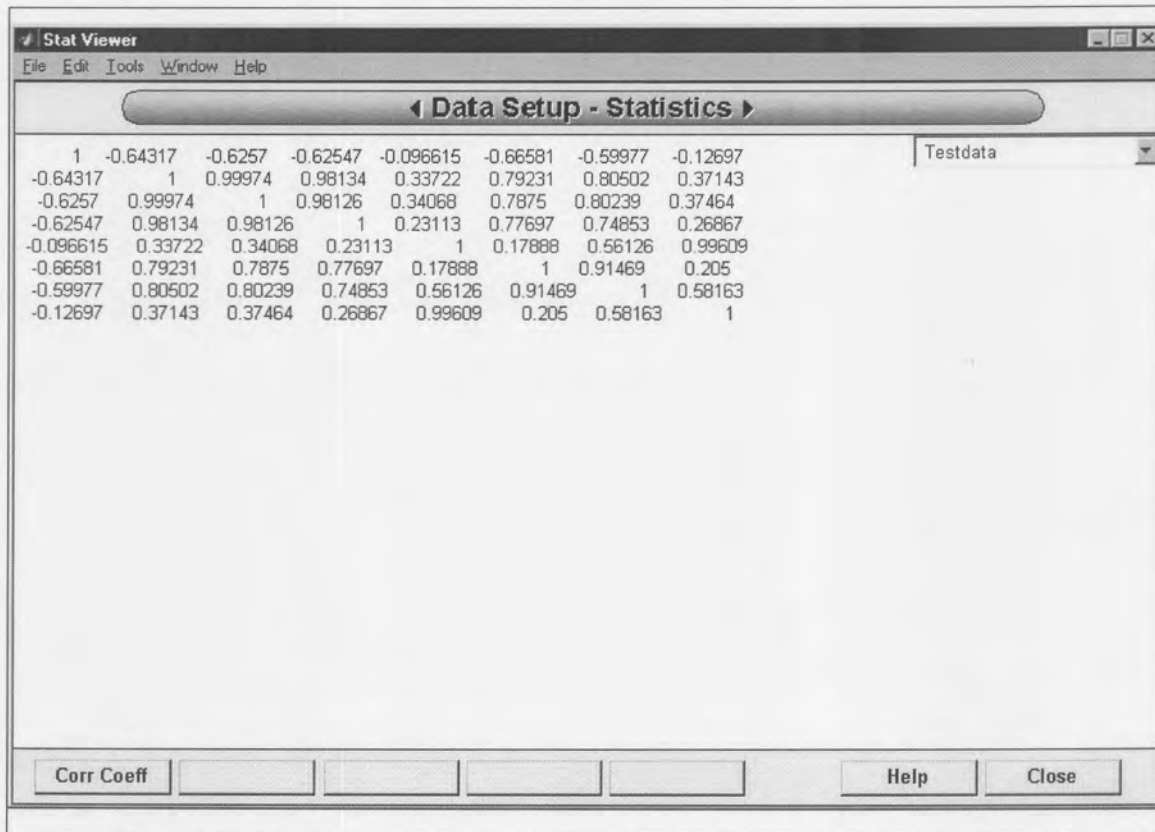 Stat Viewer
File Edit Tools Window Help
Data Setup - Statistics
Testdata
1 -0.64317 -0.6257 -0.62547 -0.096615 -0.66581 -0.59977 -0.12697
-0.64317 1 0.99974 0.98134 0.33722 0.79231 0.80502 0.37143
-0.6257 0.99974 1 0.98126 0.34068 0.7875 0.80239 0.37464
-0.62547 0.98134 0.98126 1 0.23113 0.77697 0.74853 0.26867
-0.096615 0.33722 0.34068 0.23113 1 0.17888 0.56126 0.99609
-0.66581 0.79231 0.7875 0.77697 0.17888 1 0.91469 0.205
-0.59977 0.80502 0.80239 0.74853 0.56126 0.91469 1 0.58163
-0.12697 0.37143 0.37464 0.26867 0.99609 0.205 0.58163 1
Corr Coeff
Help
Close